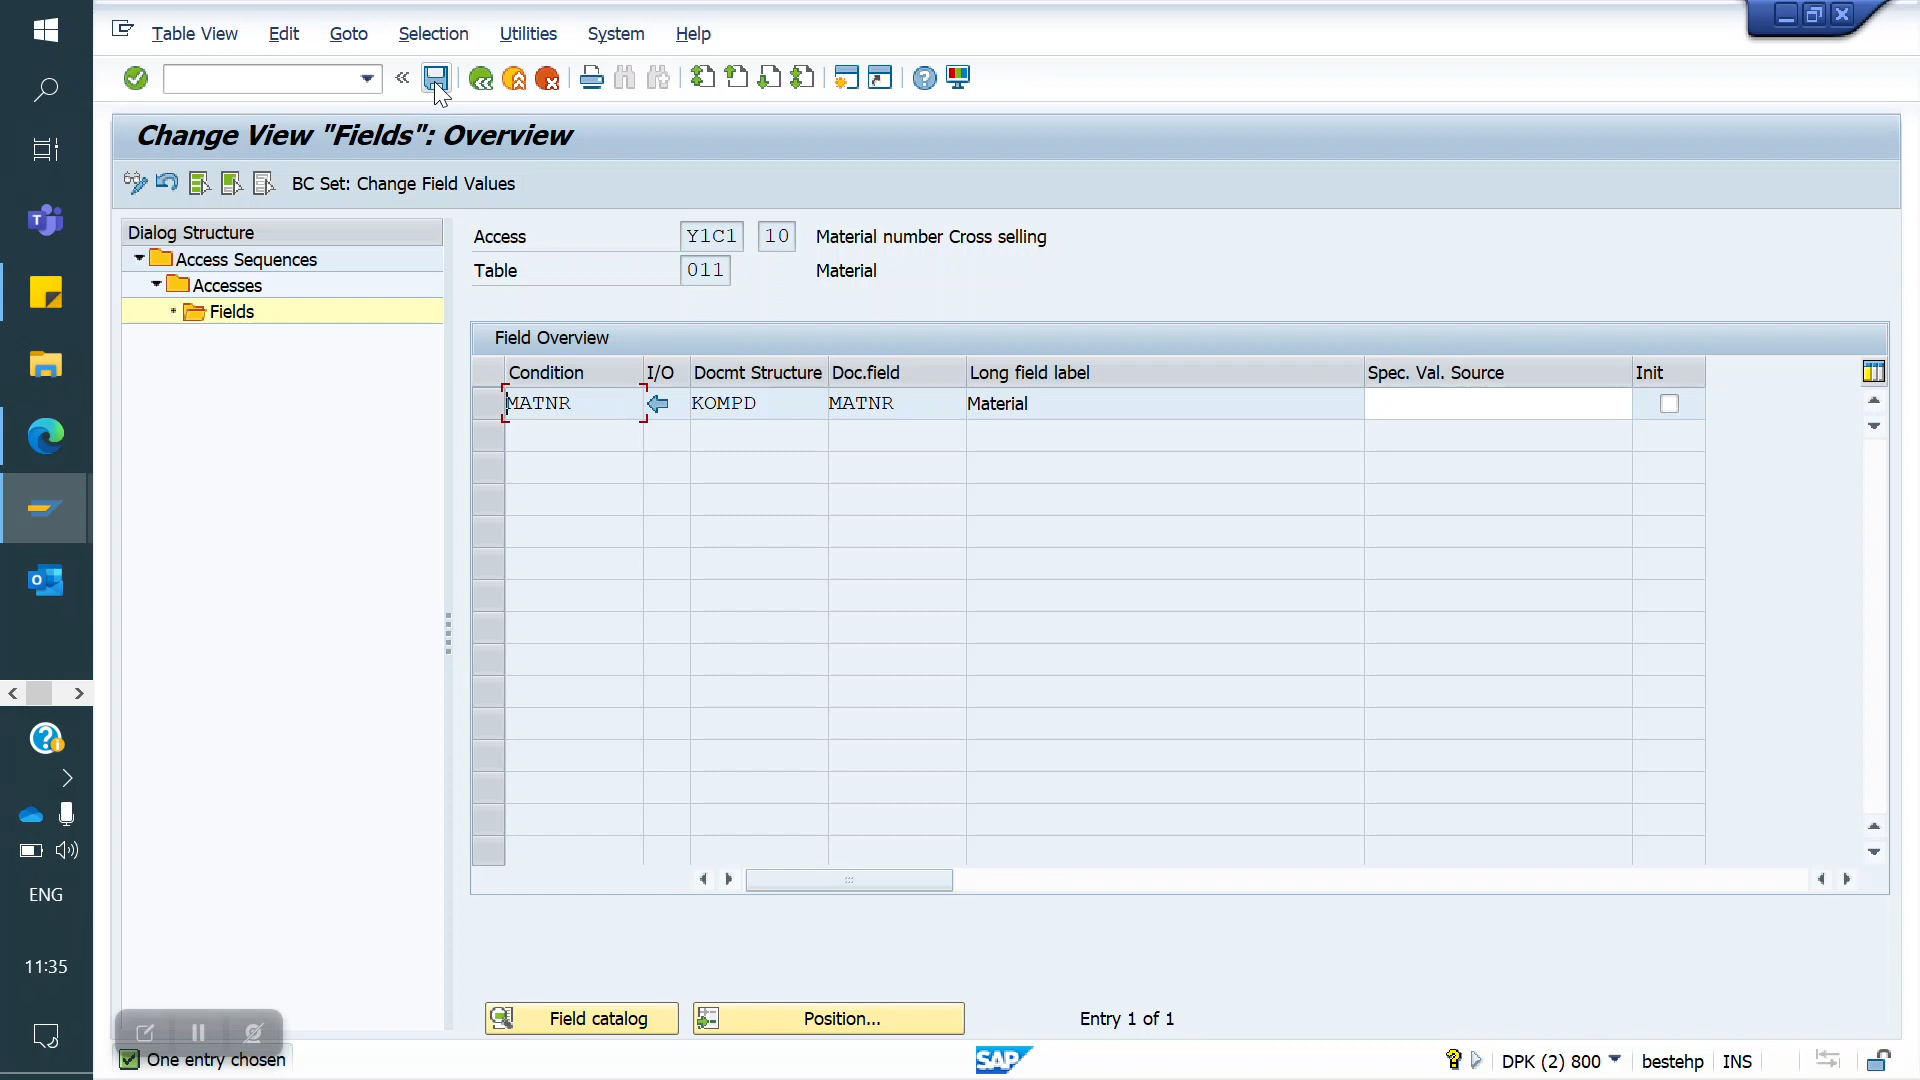 Table View Edit Goto Selection Utilities System Help
Change View "Fields": Overview
BC Set: Change Field Values
Dialog Structure
Access Sequences
Accesses
Fields
Access Y1C1 10 Material number Cross selling
Table 011 Material
Field Overview
Condition I/O Docmt Structure Doc.field Long field label Spec. Val. Source Init
MATNR KOMPD MATNR Material
Field catalog Position... Entry 1 of 1
One entry chosen
SAP DPK (2) 800 bestehp INS
ENG
11:35